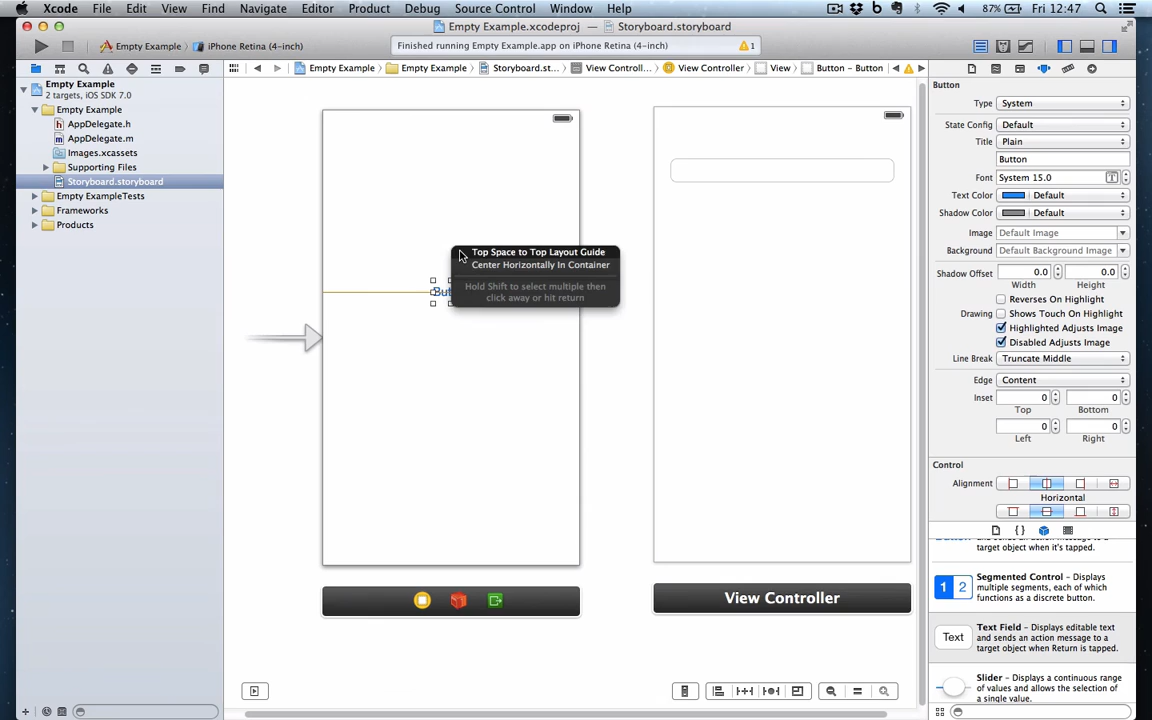 Xcode File Edit View Find Navigate Editor Product Debug Source Control Window Help
87% Fri 12:47
Empty Example.xcodeproj — Storyboard.storyboard
Empty Example iPhone Retina (4-inch)
Finished running Empty Example.app on iPhone Retina (4-inch) 1
Empty Example Empty Example Storyboard.st... View Controll... View Controller View Button – Button
Empty Example
2 targets, iOS SDK 7.0
Empty Example
AppDelegate.h
AppDelegate.m
Images.xcassets
Supporting Files
Storyboard.storyboard
Empty ExampleTests
Frameworks
Products
Top Space to Top Layout Guide
Center Horizontally In Container
Hold Shift to select multiple then
click away or hit return
View Controller
Button
Type System
State Config Default
Title Plain
Button
Font System 15.0 T
Text Color Default
Shadow Color Default
Image Default Image
Background Default Background Image
Shadow Offset 0.0 0.0
Width Height
Reverses On Highlight
Drawing Shows Touch On Highlight
Highlighted Adjusts Image
Disabled Adjusts Image
Line Break Truncate Middle
Edge Content
Inset 0 0
Top Bottom
0 0
Left Right
Control
Alignment
Horizontal
{ }
and sends an action message to a
target object when it's tapped.
1 2
Segmented Control – Displays
multiple segments, each of which
functions as a discrete button.
Text
Text Field – Displays editable text
and sends an action message to a
target object when Return is tapped.
Slider – Displays a continuous range
of values and allows the selection of
a single value.